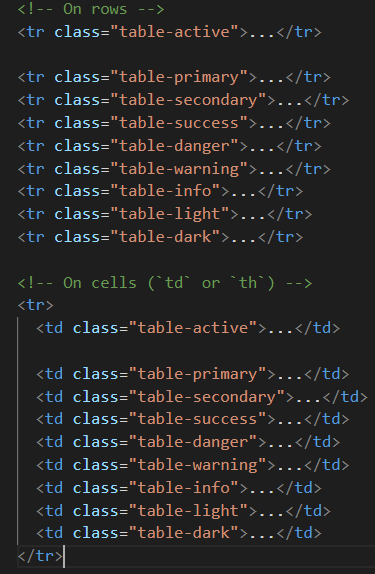 <!-- On rows -->
<tr class="table-active">...</tr>

<tr class="table-primary">...</tr>
<tr class="table-secondary">...</tr>
<tr class="table-success">...</tr>
<tr class="table-danger">...</tr>
<tr class="table-warning">...</tr>
<tr class="table-info">...</tr>
<tr class="table-light">...</tr>
<tr class="table-dark">...</tr>

<!-- On cells (`td` or `th`) -->
<tr>
  <td class="table-active">...</td>

  <td class="table-primary">...</td>
  <td class="table-secondary">...</td>
  <td class="table-success">...</td>
  <td class="table-danger">...</td>
  <td class="table-warning">...</td>
  <td class="table-info">...</td>
  <td class="table-light">...</td>
  <td class="table-dark">...</td>
</tr>